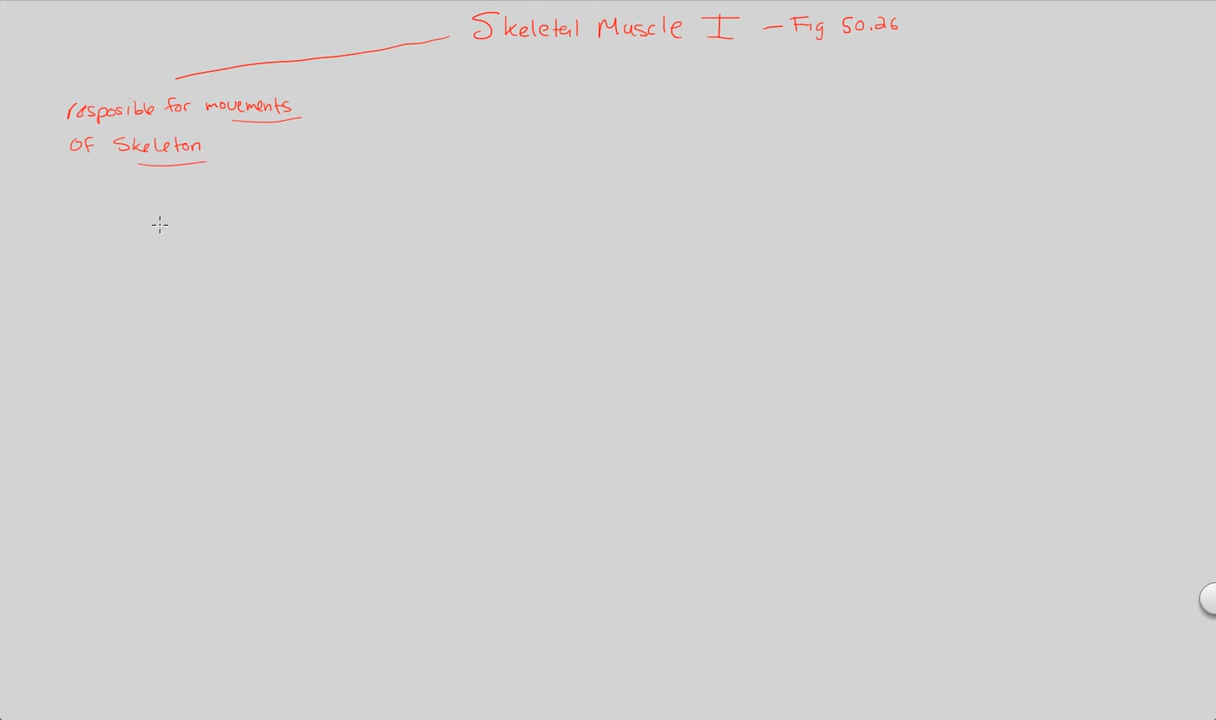 Skeletal Muscle I - Fig 50.26
resposible for movements
of Skeleton